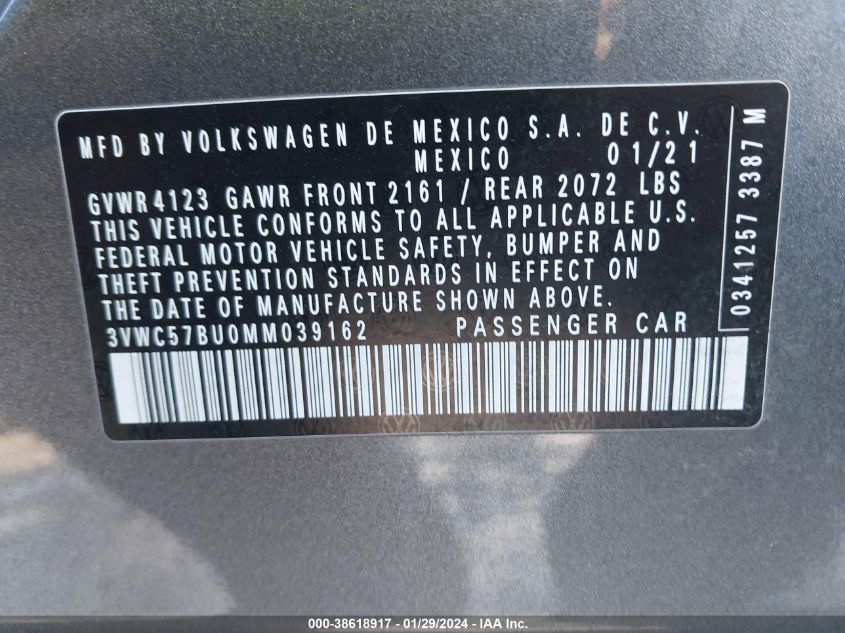 MFD BY VOLKSWAGEN DE MEXICO S.A. DE C.V.
MEXICO 01/21
GVWR 4123 GAWR FRONT 2161 / REAR 2072 LBS
THIS VEHICLE CONFORMS TO ALL APPLICABLE U.S.
FEDERAL MOTOR VEHICLE SAFETY, BUMPER AND
THEFT PREVENTION STANDARDS IN EFFECT ON
THE DATE OF MANUFACTURE SHOWN ABOVE.
3VWC57BU0MM039162 PASSENGER CAR
0341257 3387 M
000-38618917 - 01/29/2024 - IAA Inc.